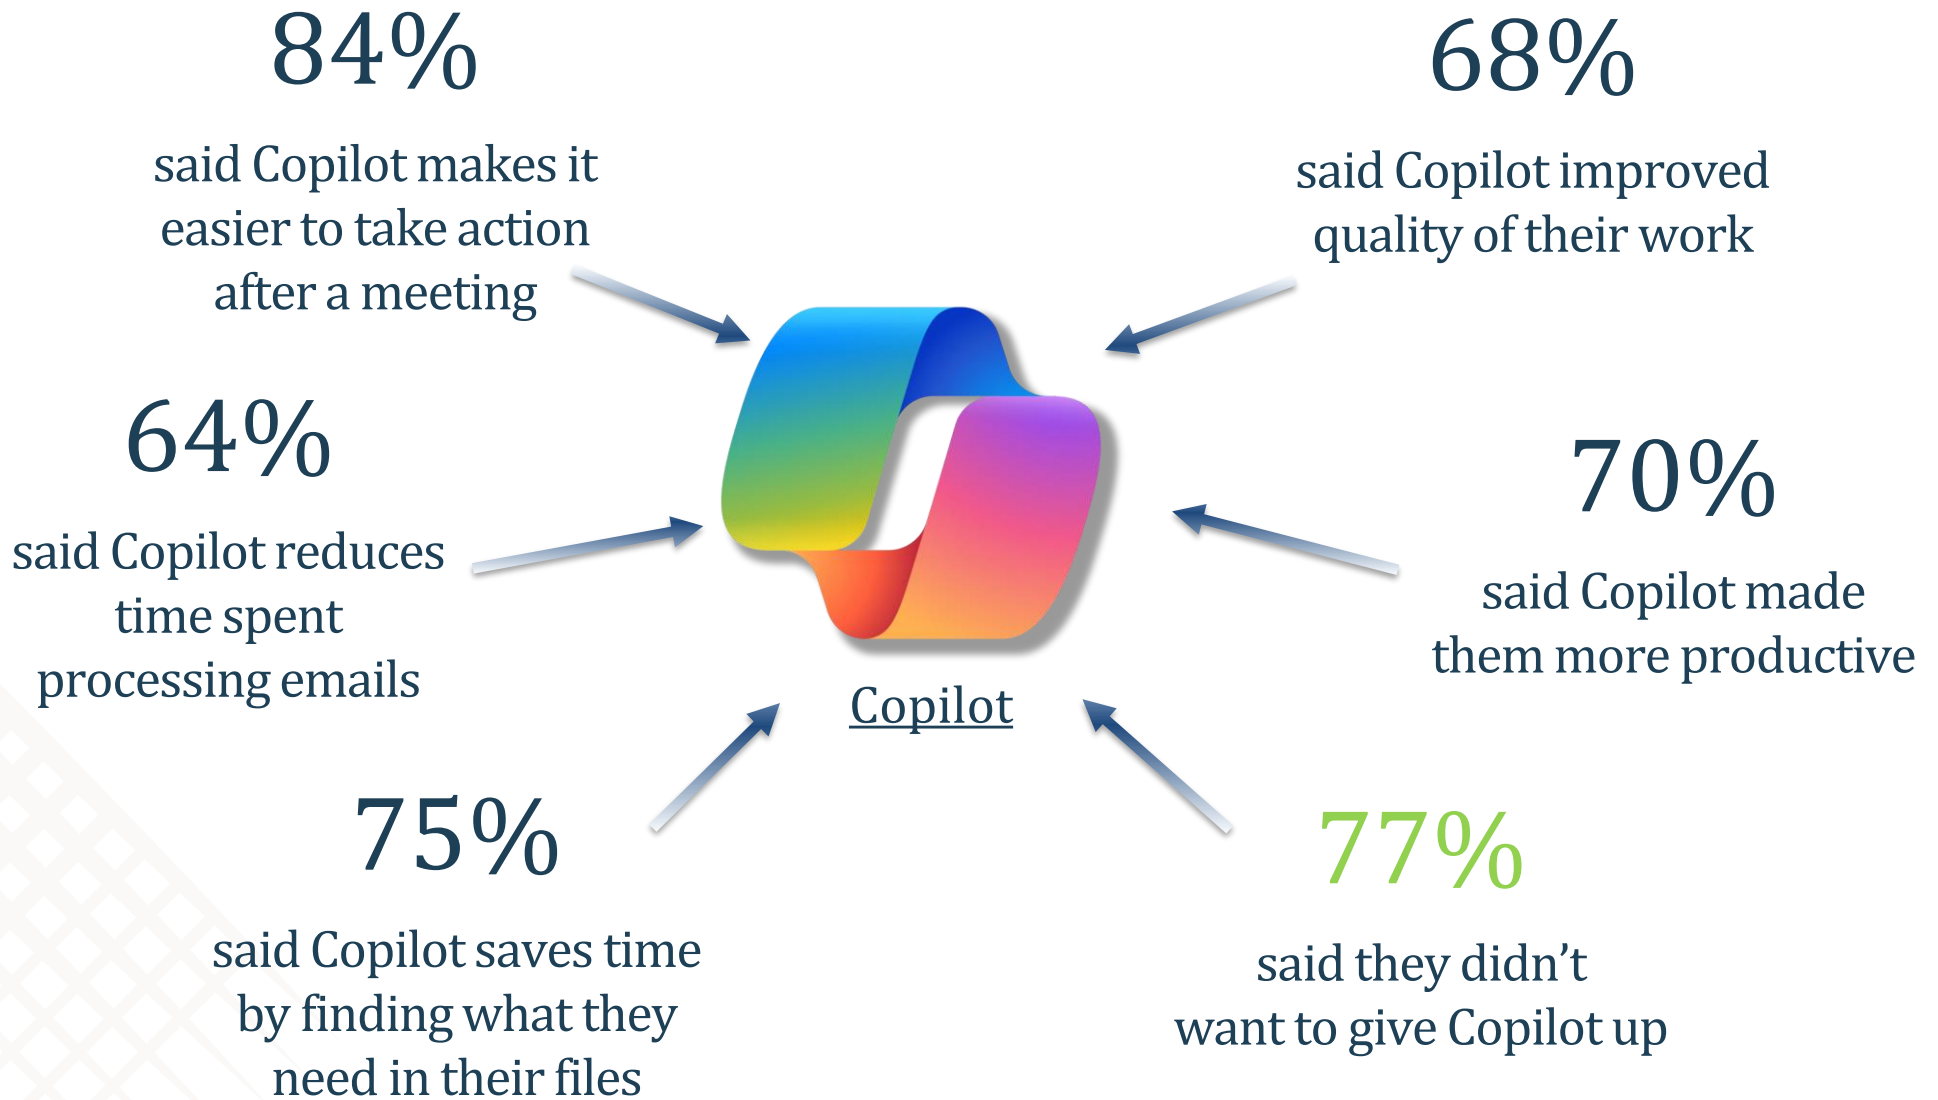 84%
said Copilot makes it
easier to take action
after a meeting
68%
said Copilot improved
quality of their work
64%
said Copilot reduces
time spent
processing emails
70%
said Copilot made
them more productive
Copilot
75%
said Copilot saves time
by finding what they
need in their files
77%
said they didn’t
want to give Copilot up